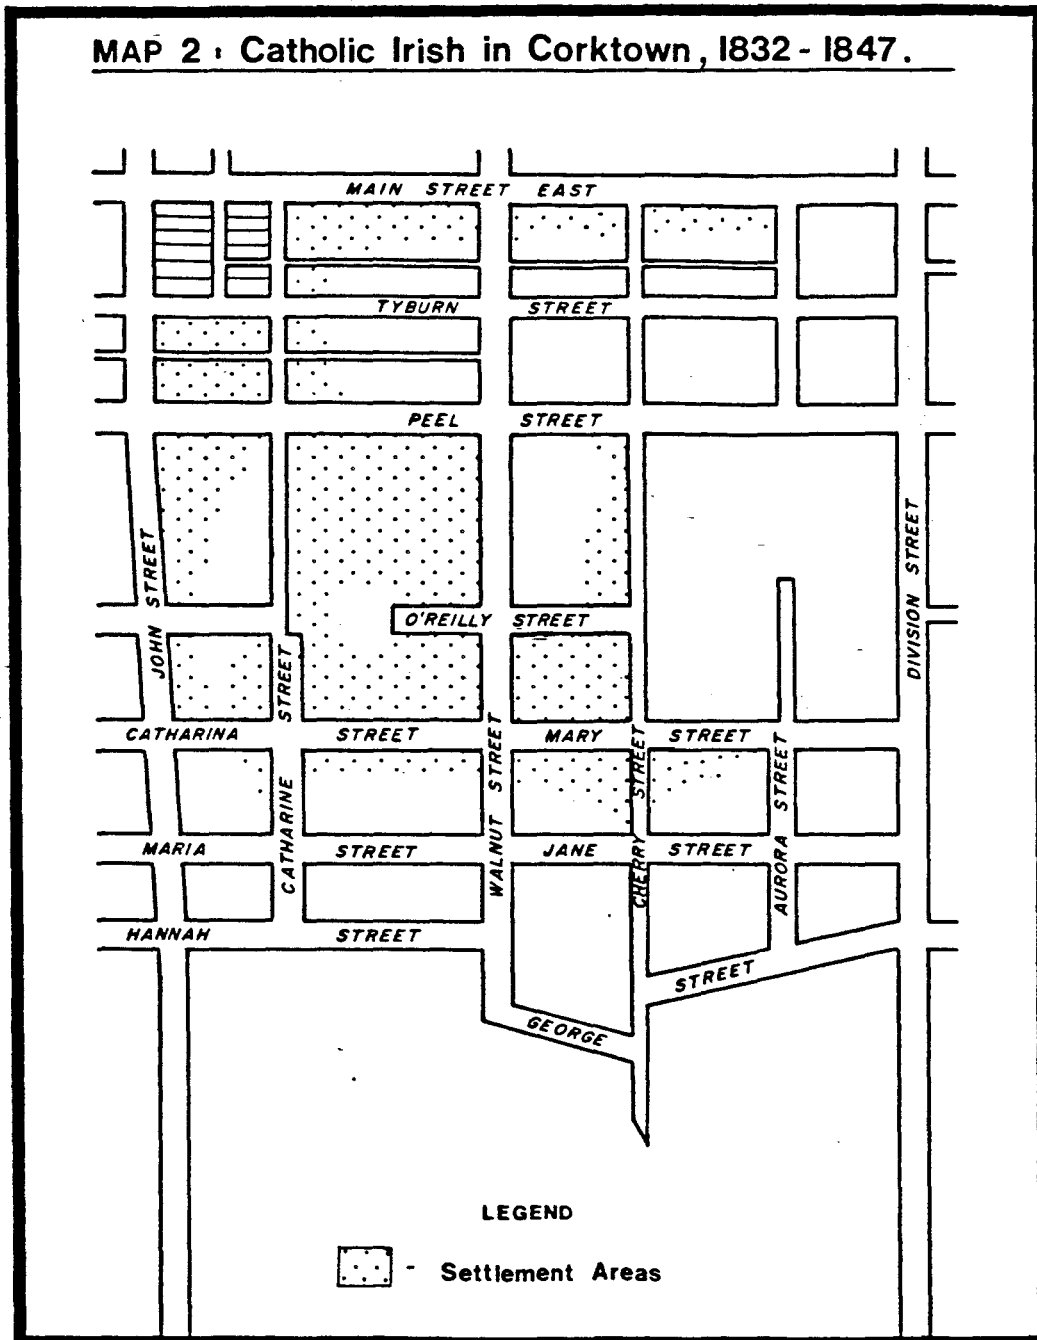 MAP 2 : Catholic Irish in Corktown, 1832 - 1847.
MAIN STREET EAST
TYBURN STREET
PEEL STREET
JOHN STREET
O'REILLY STREET
DIVISION STREET
CATHARINE STREET
WALNUT STREET
CHERRY STREET
AURORA STREET
CATHARINA STREET MARY STREET
MARIA STREET JANE STREET
HANNAH STREET
GEORGE STREET
LEGEND
- Settlement Areas